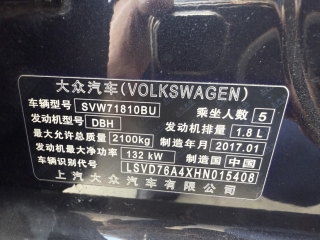 大众汽车(VOLKSWAGEN)
车辆型号 SVW71810BU 乘坐人数 5
发动机型号 DBH 发动机排量 1.8L
最大允许总质量 2100kg 制造年月 2017.01
发动机最大净功率 132kW 制造国 中国
车辆识别代号 LSVD76A4XHN015408
上汽大众汽车有限公司